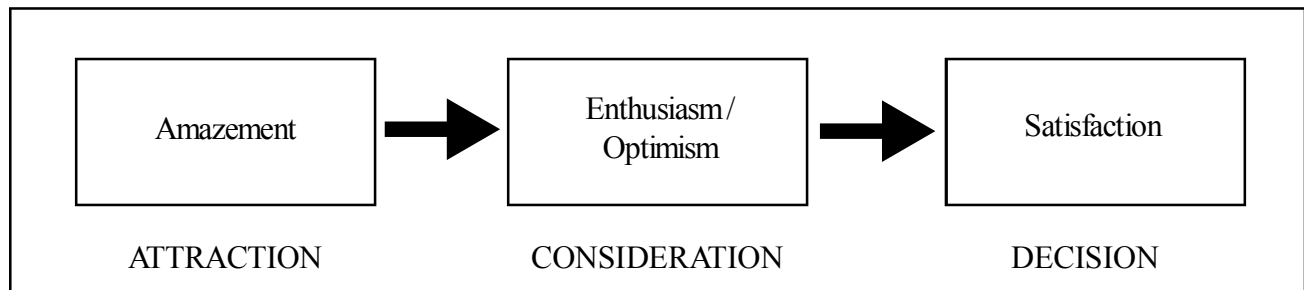 Amazement
Enthusiasm /
Optimism
Satisfaction
ATTRACTION
CONSIDERATION
DECISION